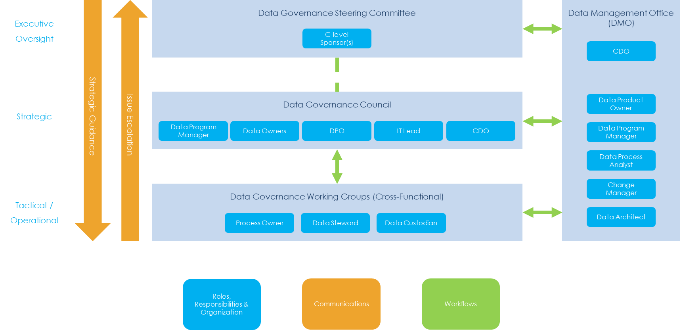 Data Governance Steering Committee
Data Management Office
(DMO)
Executive
Oversight
C level
Sponsor(s)
CDO
Strategic Guidance
Issue Escalation
Strategic
Data Governance Council
Data Program
Manager
Data Owners
DPO
IT Lead
CDO
Data Product
Owner
Data Program
Manager
Data Process
Analyst
Change
Manager
Data Architect
Tactical /
Operational
Data Governance Working Groups (Cross-Functional)
Process Owner
Data Steward
Data Custodian
Roles,
Responsibilities &
Organization
Communications
Workflows